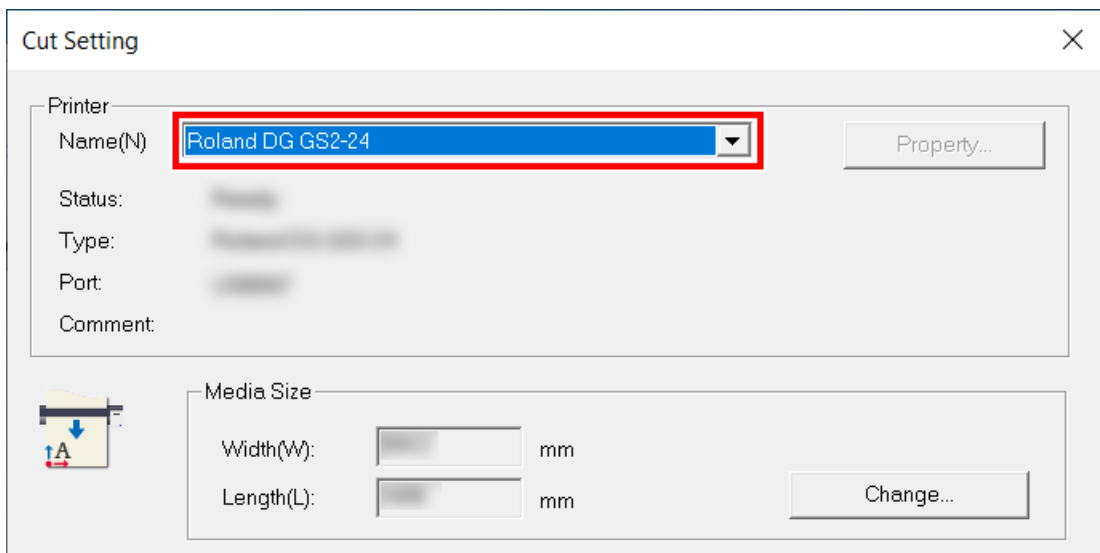 Cut Setting
Printer
Name(N) Roland DG GS2-24 Property...
Status:
Type:
Port:
Comment:
Media Size
A
Width(W): mm
Length(L): mm Change...